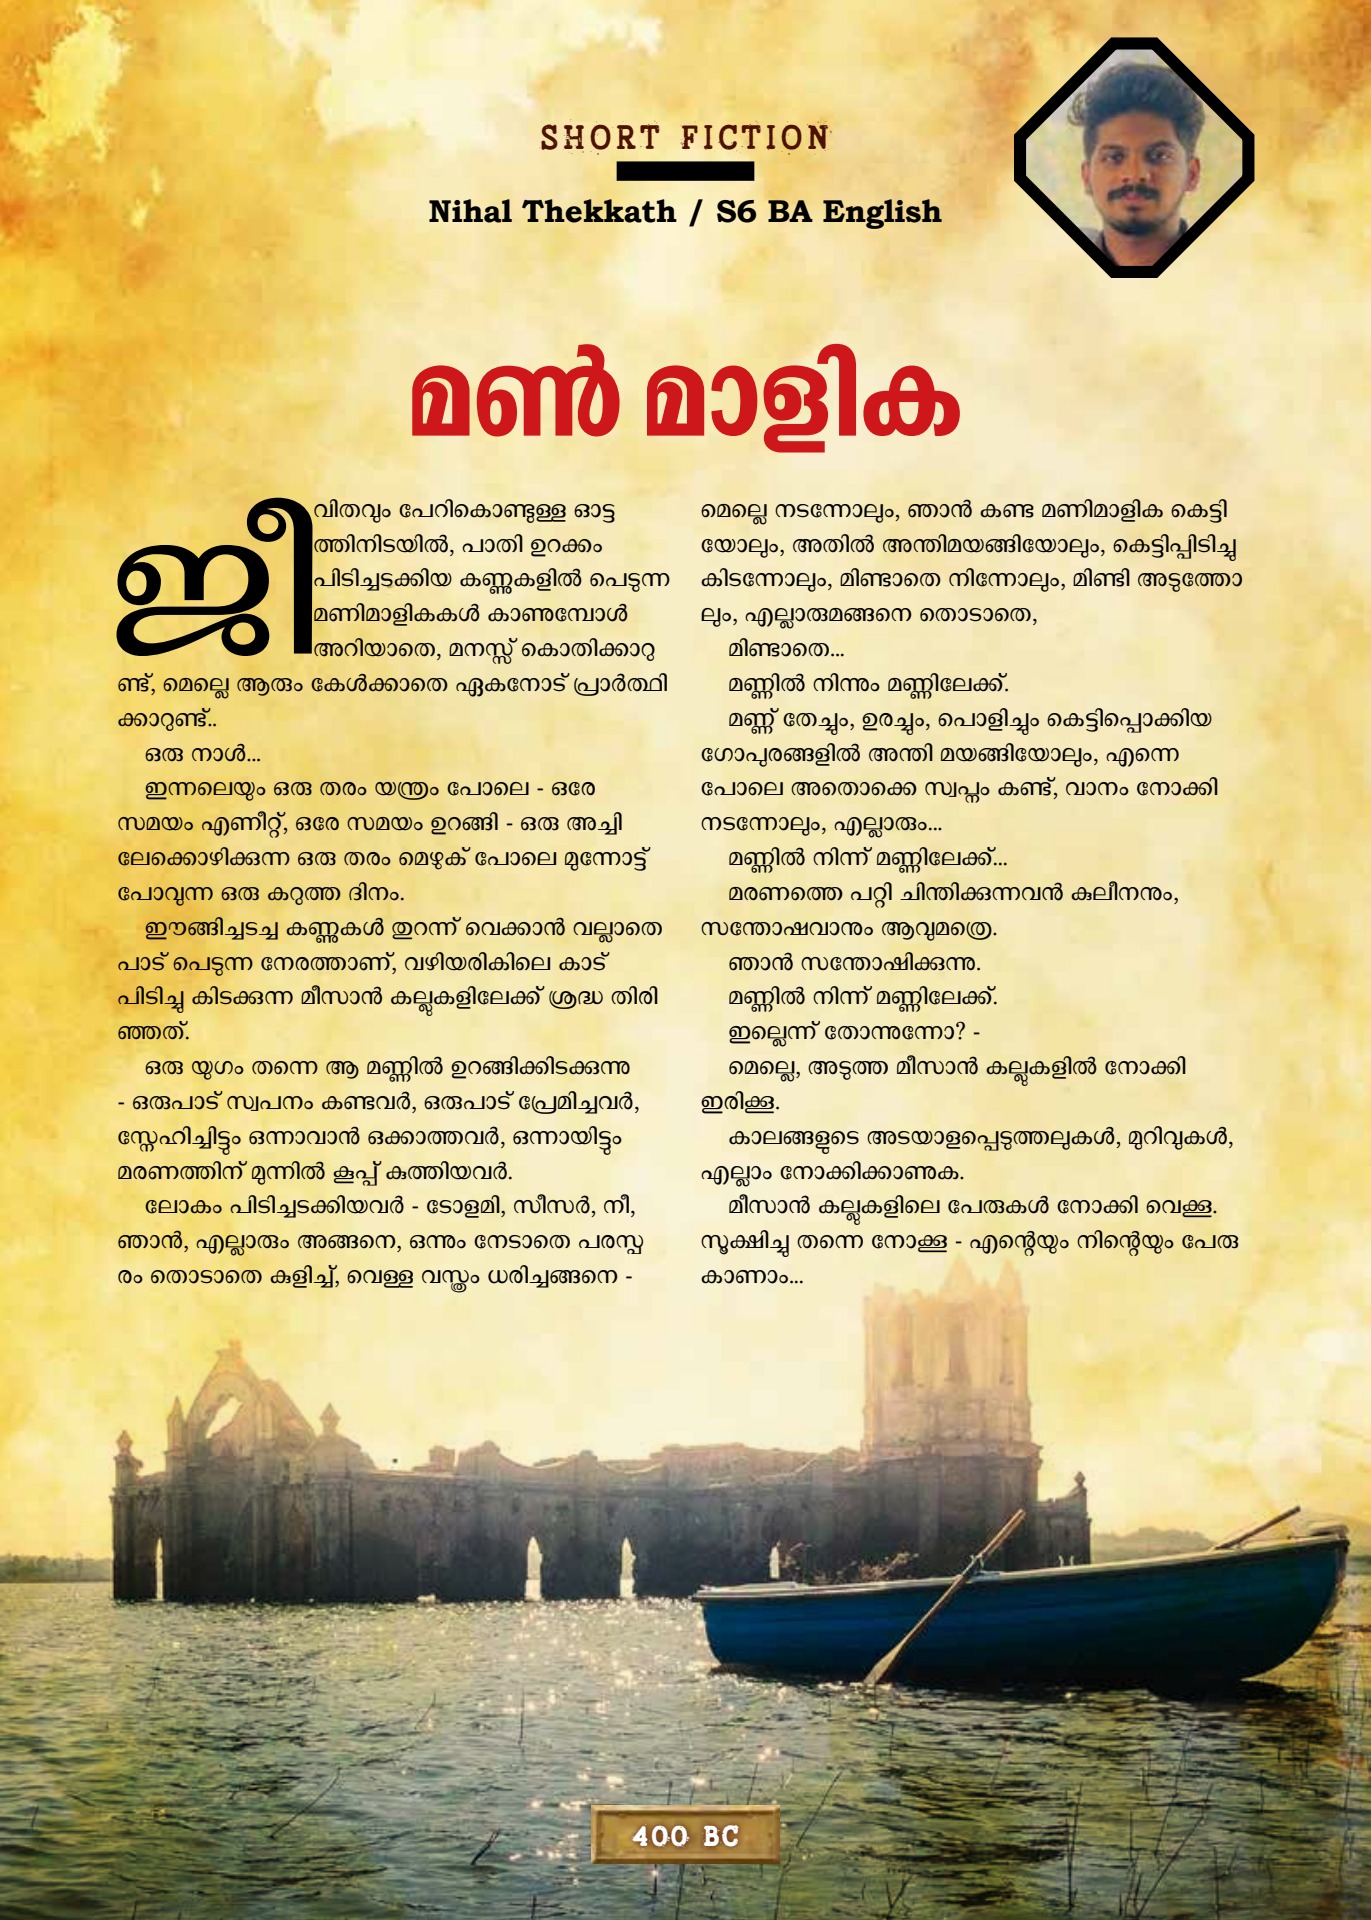 SHORT FICTION
Nihal Thekkath / S6 BA English
മൺ മാളിക
ജീവിതവും പേറികൊണ്ടുള്ള ഓട്ട
ത്തിനിടയിൽ, പാതി ഉറക്കം
പിടിച്ചടക്കിയ കണ്ണുകളിൽ പെടുന്ന
മണിമാളികകൾ കാണുമ്പോൾ
അറിയാതെ, മനസ്സ് കൊതിക്കാറു
ണ്ട്, മെല്ലെ ആരും കേൾക്കാതെ ഏകനോട് പ്രാർത്ഥി
ക്കാറുണ്ട്..
ഒരു നാൾ...
ഇന്നലെയും ഒരു തരം യന്ത്രം പോലെ - ഒരേ
സമയം എണീറ്റ്, ഒരേ സമയം ഉറങ്ങി - ഒരു അച്ചി
ലേക്കൊഴിക്കുന്ന ഒരു തരം മെഴുക് പോലെ മുന്നോട്ട്
പോവുന്ന ഒരു കറുത്ത ദിനം.
ഈങ്ങിച്ചടച്ച കണ്ണുകൾ തുറന്ന് വെക്കാൻ വല്ലാതെ
പാട് പെടുന്ന നേരത്താണ്, വഴിയരികിലെ കാട്
പിടിച്ചു കിടക്കുന്ന മീസാൻ കല്ലുകളിലേക്ക് ശ്രദ്ധ തിരി
ഞ്ഞത്.
ഒരു യുഗം തന്നെ ആ മണ്ണിൽ ഉറങ്ങിക്കിടക്കുന്നു
- ഒരുപാട് സ്വപനം കണ്ടവർ, ഒരുപാട് പ്രേമിച്ചവർ,
സ്നേഹിച്ചിട്ടും ഒന്നാവാൻ ഒക്കാത്തവർ, ഒന്നായിട്ടും
മരണത്തിന് മുന്നിൽ കൂപ്പ് കുത്തിയവർ.
ലോകം പിടിച്ചടക്കിയവർ - ടോളമി, സീസർ, നീ,
ഞാൻ, എല്ലാരും അങ്ങനെ, ഒന്നും നേടാതെ പരസ്പ
രം തൊടാതെ കുളിച്ച്, വെള്ള വസ്ത്രം ധരിച്ചങ്ങനെ -
മെല്ലെ നടന്നോലും, ഞാൻ കണ്ട മണിമാളിക കെട്ടി
യോലും, അതിൽ അന്തിമയങ്ങിയോലും, കെട്ടിപ്പിടിച്ചു
കിടന്നോലും, മിണ്ടാതെ നിന്നോലും, മിണ്ടി അടുത്തോ
ലും, എല്ലാരുമങ്ങനെ തൊടാതെ,
മിണ്ടാതെ...
മണ്ണിൽ നിന്നും മണ്ണിലേക്ക്.
മണ്ണ് തേച്ചും, ഉരച്ചും, പൊളിച്ചും കെട്ടിപ്പൊക്കിയ
ഗോപുരങ്ങളിൽ അന്തി മയങ്ങിയോലും, എന്നെ
പോലെ അതൊക്കെ സ്വപ്നം കണ്ട്, വാനം നോക്കി
നടന്നോലും, എല്ലാരും...
മണ്ണിൽ നിന്ന് മണ്ണിലേക്ക്...
മരണത്തെ പറ്റി ചിന്തിക്കുന്നവൻ കുലീനനും,
സന്തോഷവാനും ആവുമത്രെ.
ഞാൻ സന്തോഷിക്കുന്നു.
മണ്ണിൽ നിന്ന് മണ്ണിലേക്ക്.
ഇല്ലെന്ന് തോന്നുന്നോ? -
മെല്ലെ, അടുത്ത മീസാൻ കല്ലുകളിൽ നോക്കി
ഇരിക്കൂ.
കാലങ്ങളുടെ അടയാളപ്പെടുത്തലുകൾ, മുറിവുകൾ,
എല്ലാം നോക്കിക്കാണുക.
മീസാൻ കല്ലുകളിലെ പേരുകൾ നോക്കി വെക്കൂ.
സൂക്ഷിച്ചു തന്നെ നോക്കൂ - എന്റെയും നിന്റെയും പേരു
കാണാം...
400 BC